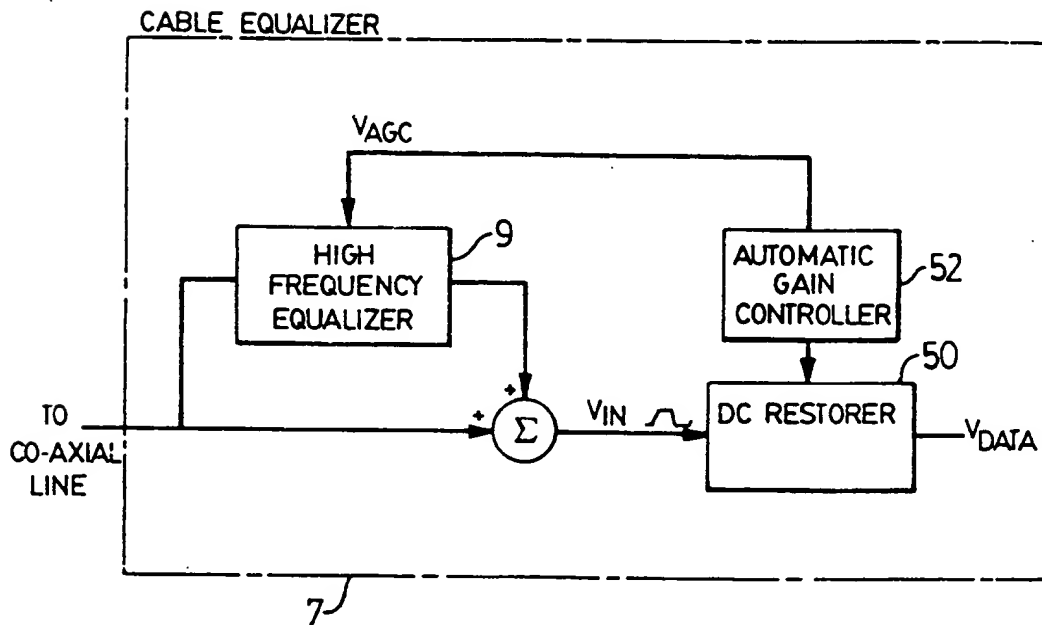 CABLE EQUALIZER
VAGC
HIGH
FREQUENCY
EQUALIZER
9
AUTOMATIC
GAIN
CONTROLLER
52
50
TO
CO-AXIAL
LINE
+
+
Σ
VIN
DC RESTORER
VDATA
7